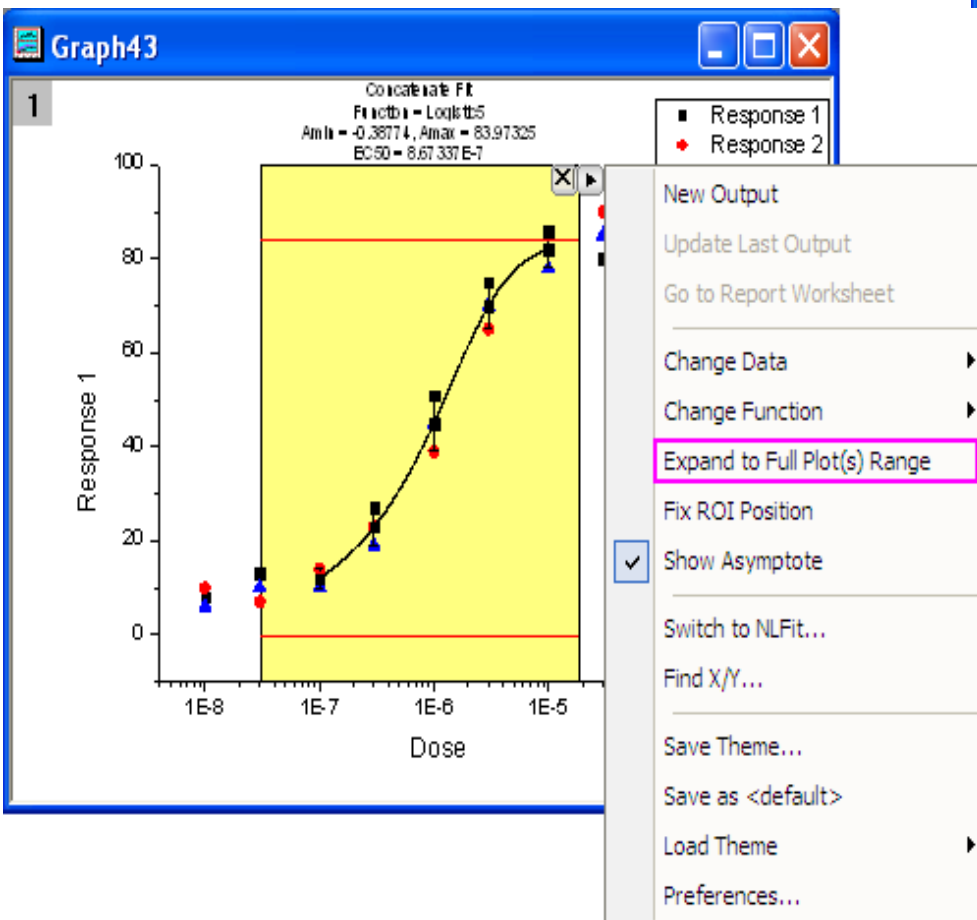 Graph43
1
Concatenate Fit
Function = Logistic5
Amin = -0.38774, Amax = 83.97325
EC50 = 8.67337E-7
Response 1
Response 2
100
80
60
40
20
0
Response 1
1E-8 1E-7 1E-6 1E-5
Dose
New Output
Update Last Output
Go to Report Worksheet
Change Data
Change Function
Expand to Full Plot(s) Range
Fix ROI Position
Show Asymptote
Switch to NLFit...
Find X/Y...
Save Theme...
Save as <default>
Load Theme
Preferences...